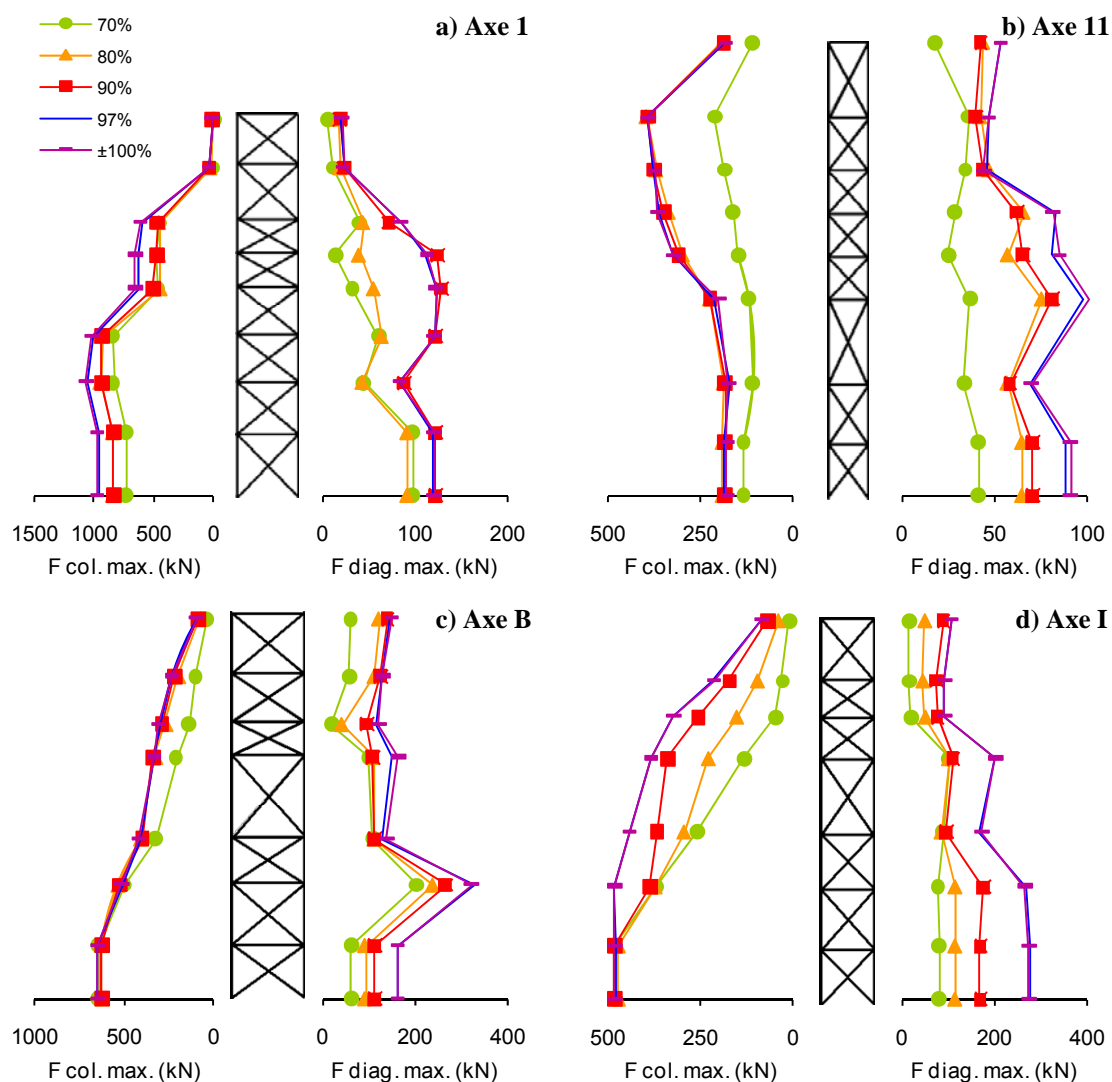 70%
80%
90%
97%
±100%
a) Axe 1
1500 1000 500 0
F col. max. (kN)
0 100 200
F diag. max. (kN)
b) Axe 11
500 250 0
F col. max. (kN)
0 50 100
F diag. max. (kN)
c) Axe B
1000 500 0
F col. max. (kN)
0 200 400
F diag. max. (kN)
d) Axe I
500 250 0
F col. max. (kN)
0 200 400
F diag. max. (kN)